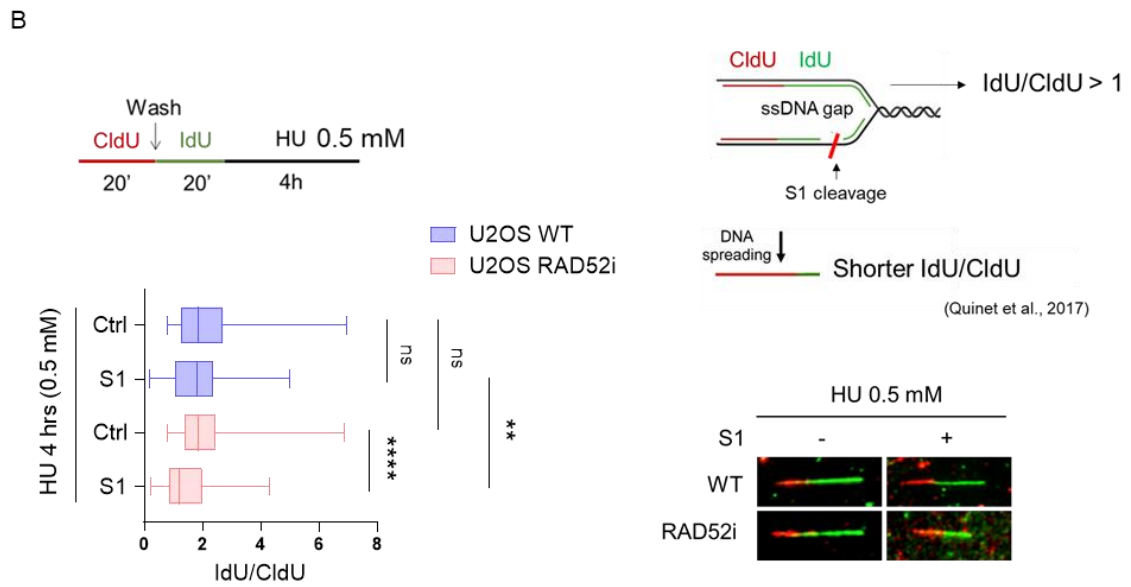 B
Wash
CldU IdU HU 0.5 mM
20' 20' 4h
CldU IdU
IdU/CldU > 1
ssDNA gap
S1 cleavage
DNA
spreading
Shorter IdU/CldU
(Quinet et al., 2017)
U2OS WT
U2OS RAD52i
HU 4 hrs (0.5 mM)
Ctrl
S1
Ctrl
S1
ns
ns
**
****
0 2 4 6 8
IdU/CldU
HU 0.5 mM
S1 - +
WT
RAD52i